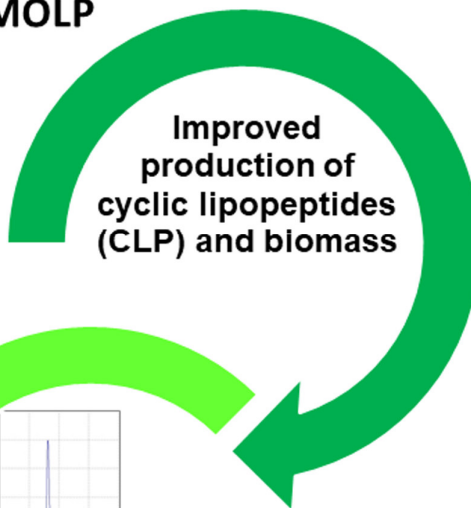 MOLP
Improved
production of
cyclic lipopeptides
(CLP) and biomass